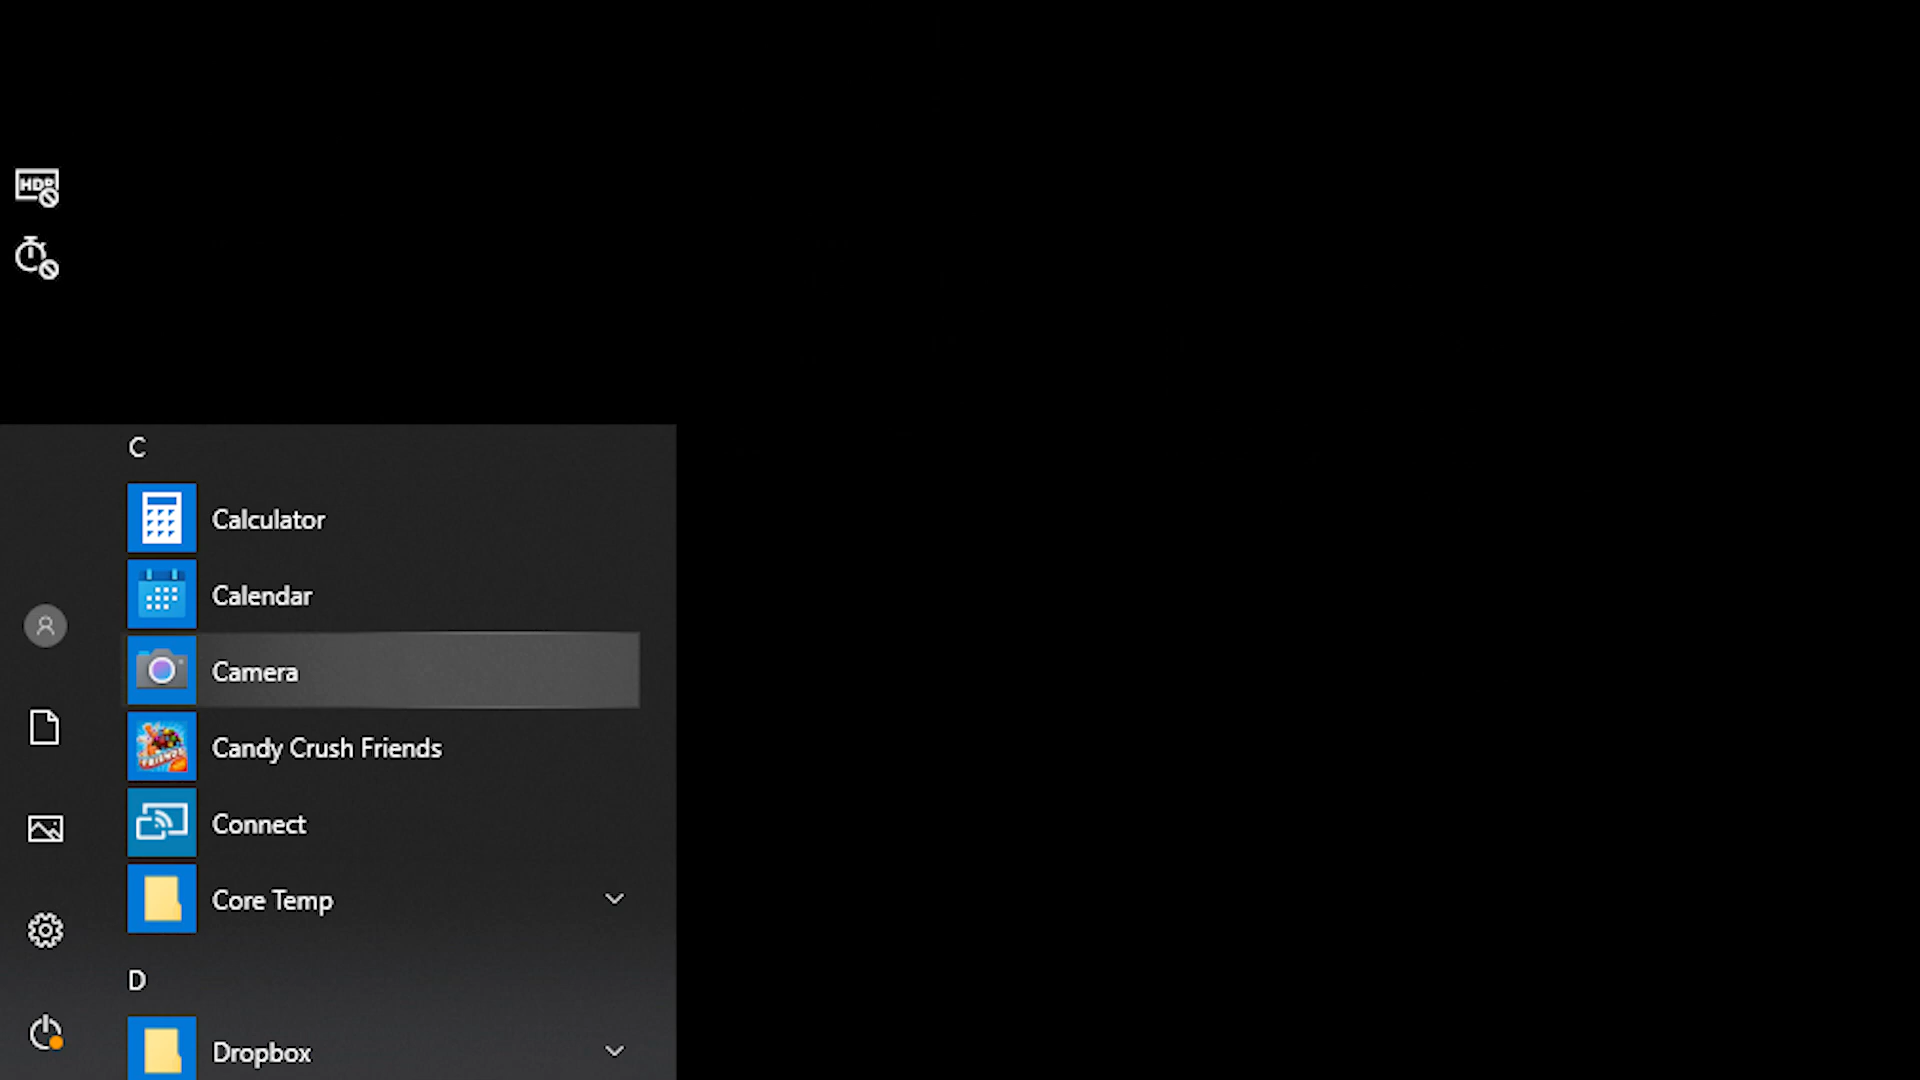 HDR
C
Calculator
Calendar
Camera
Candy Crush Friends
Connect
Core Temp
D
Dropbox